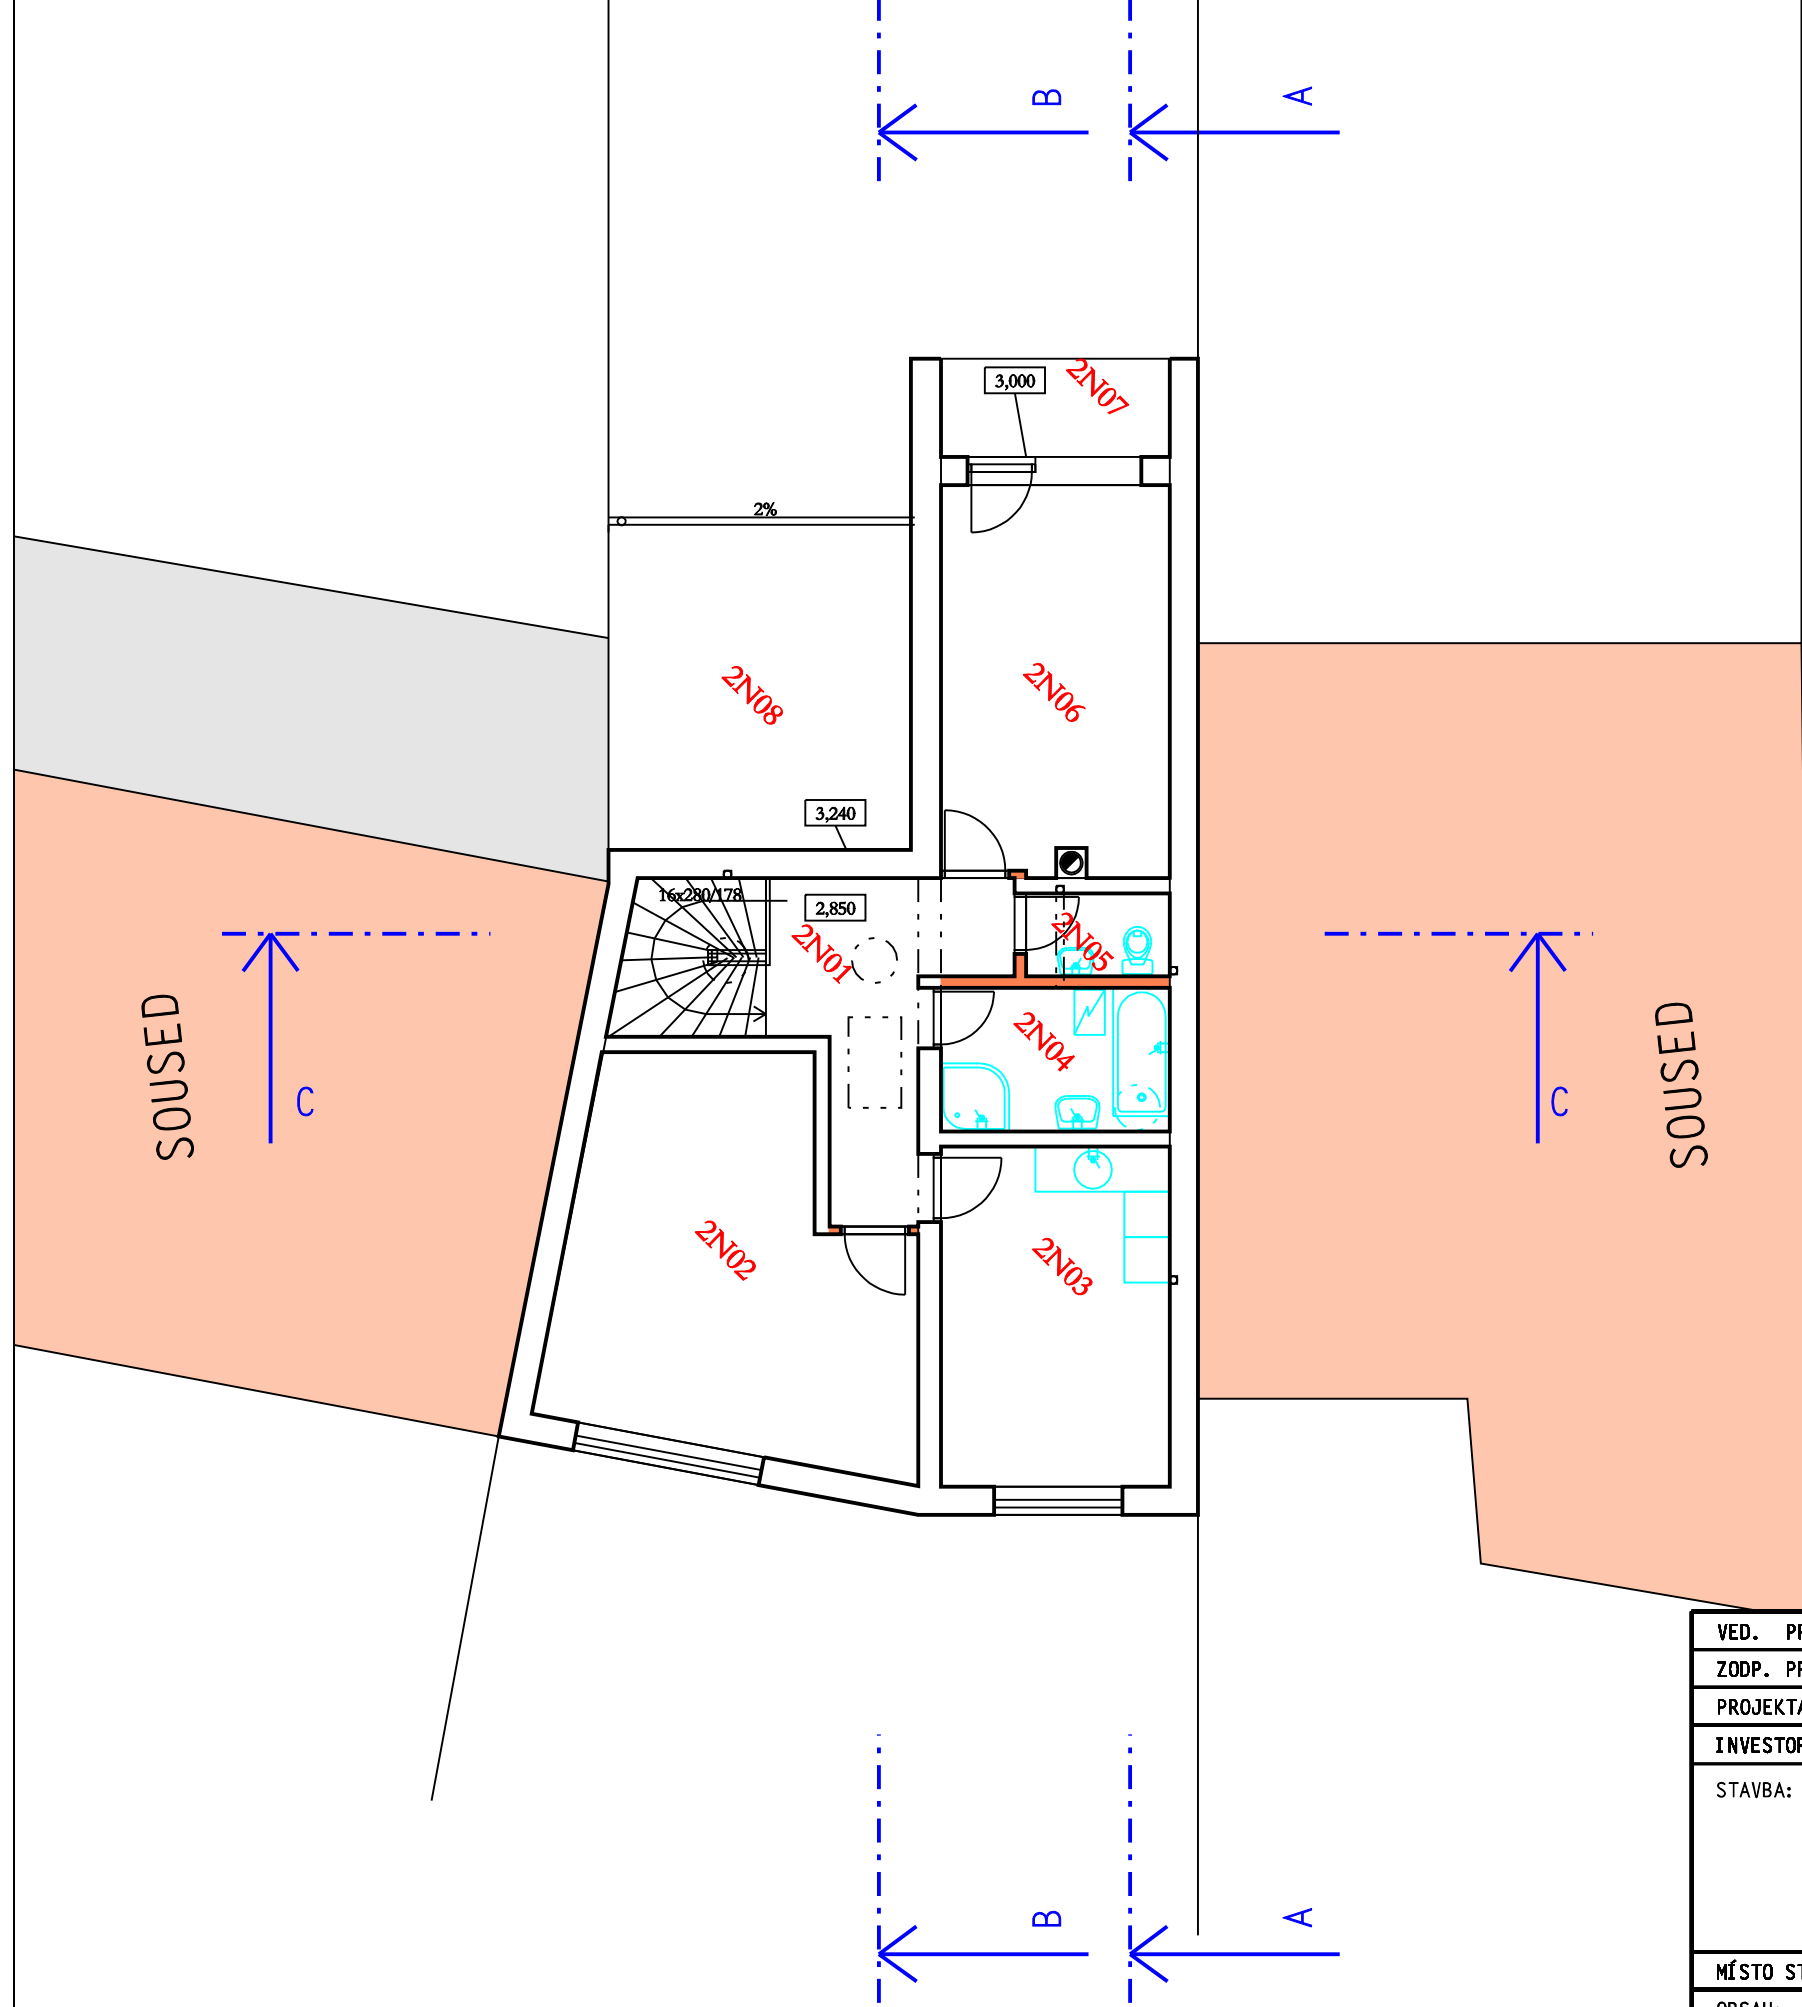 B
A
2N07
3,000
2%
2N08
2N06
3,240
16x280/178
2,850
2N01
2N05
2N04
SOUSED
C
C
SOUSED
2N02
2N03
VED.
ZODP.
STAVBA:
B
A
MÍSTO